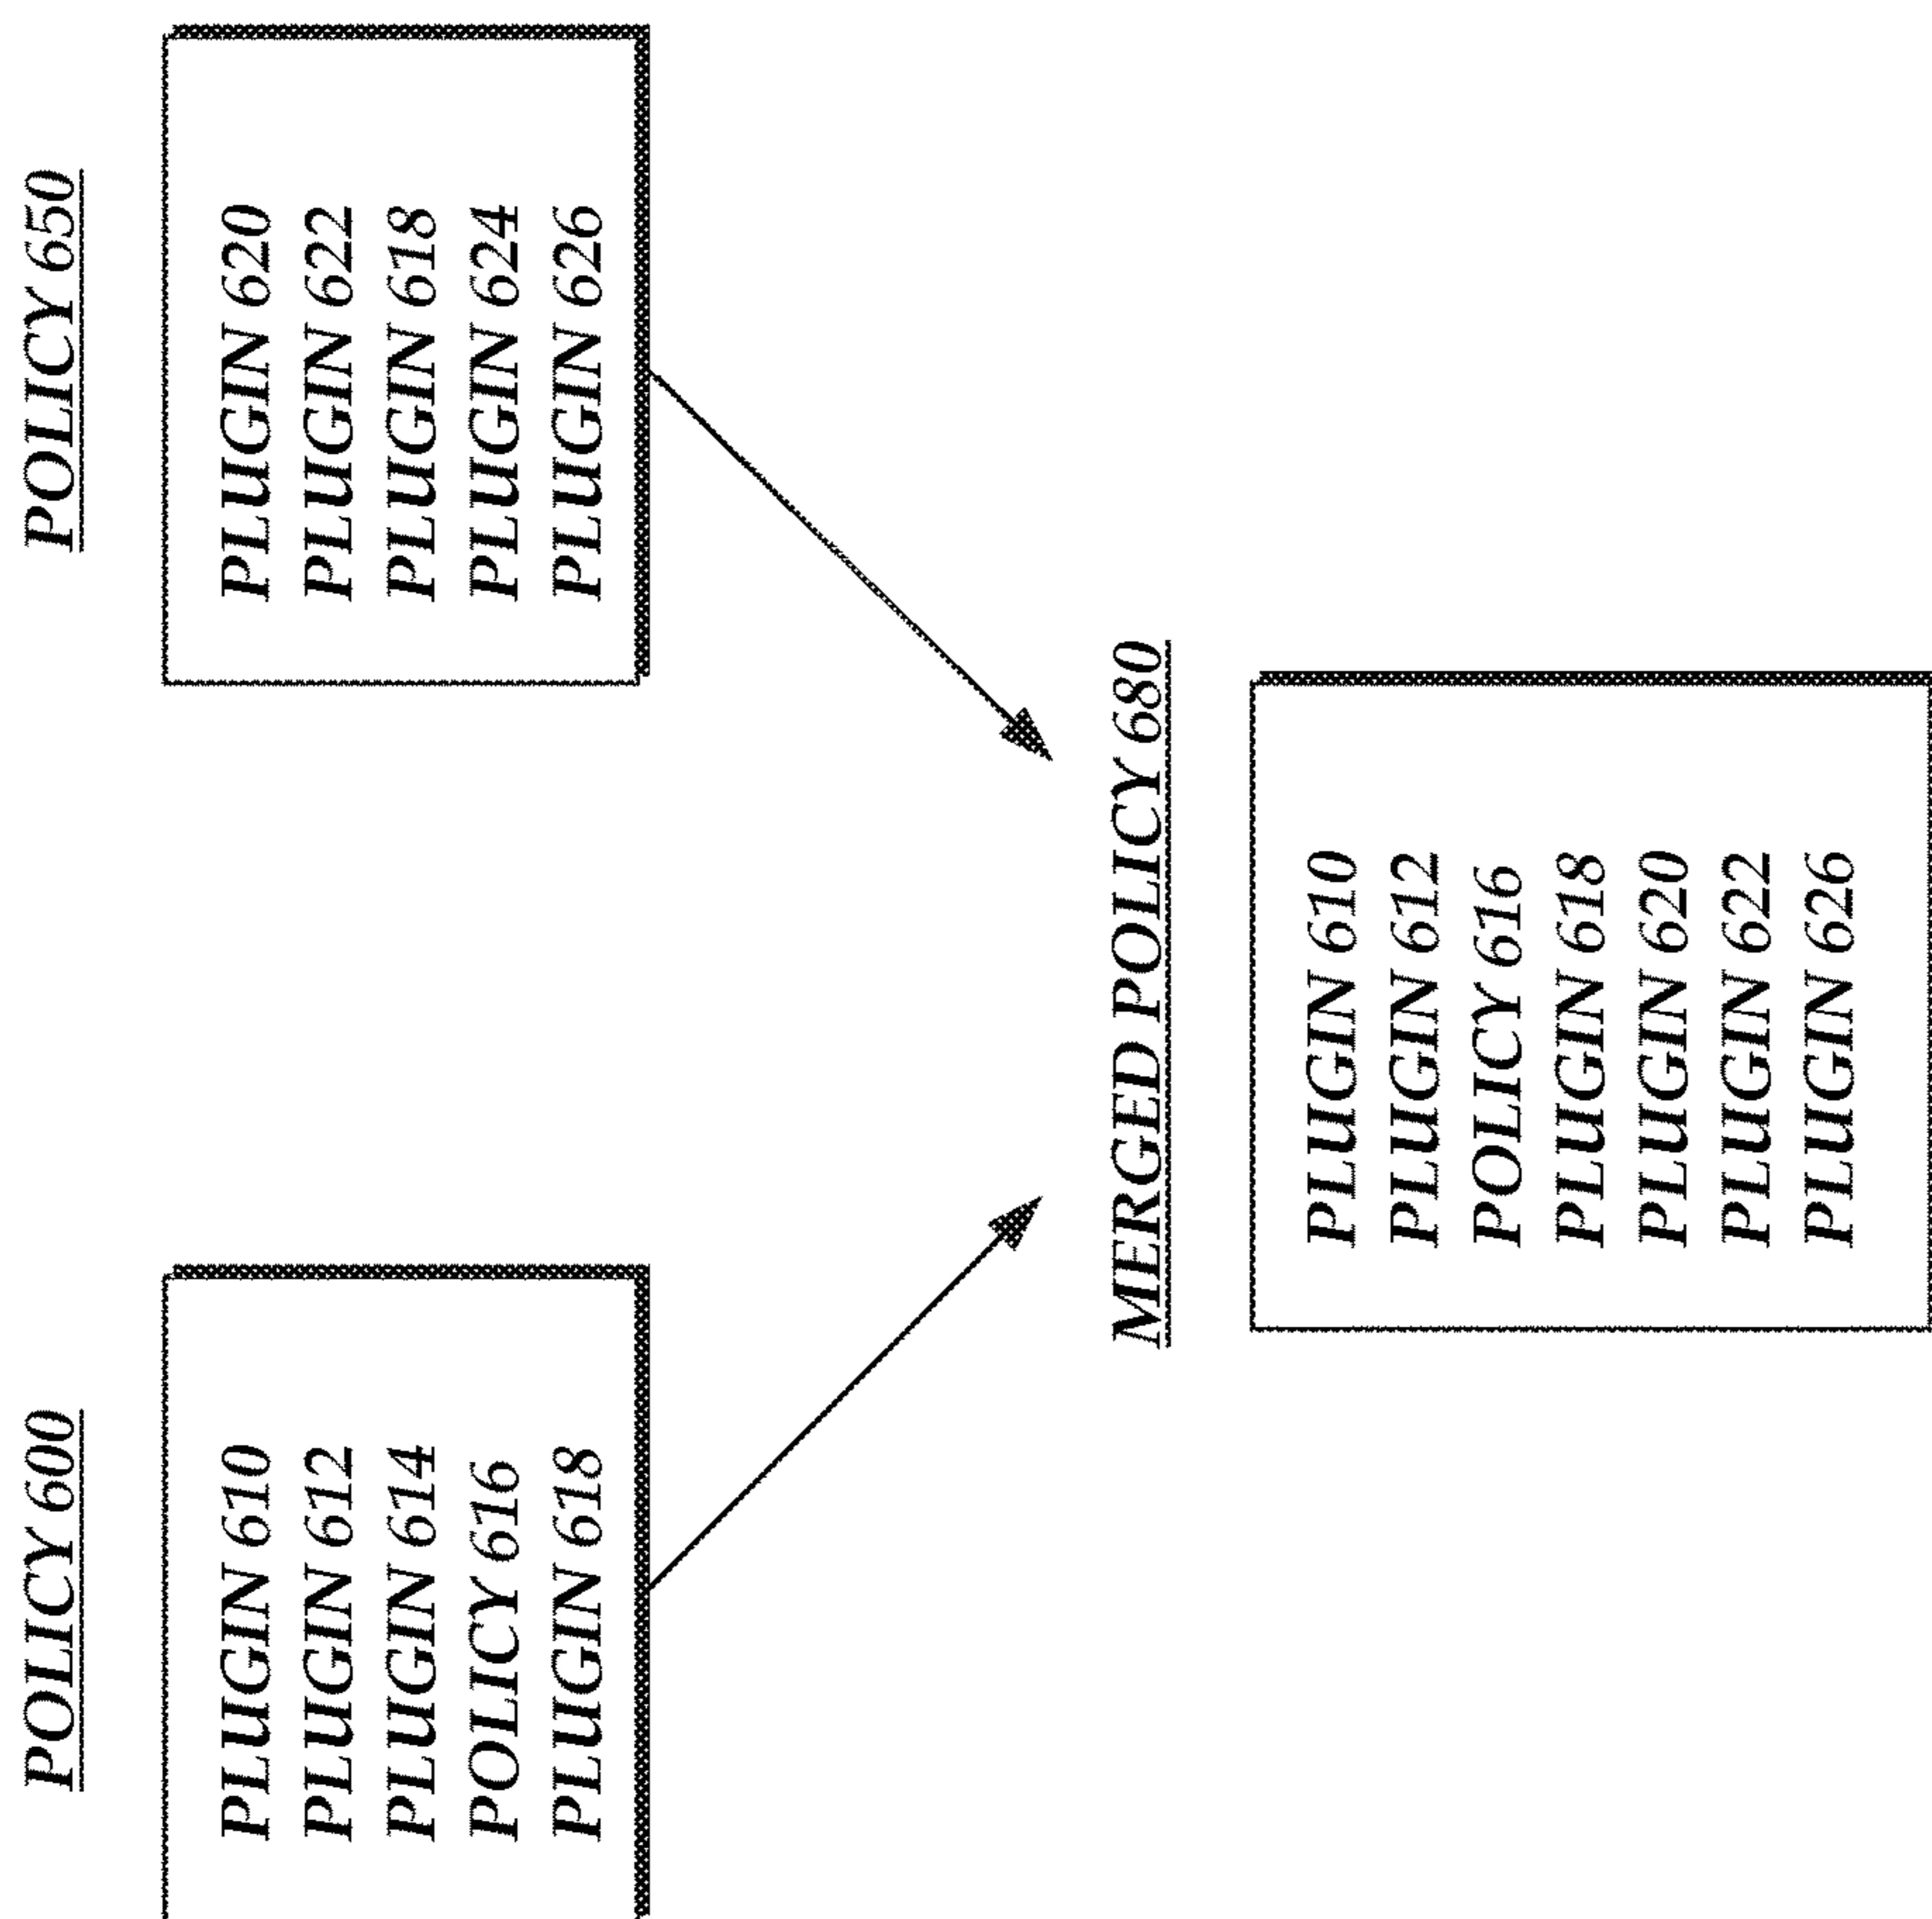 POLICY 600
PLUGIN 610
PLUGIN 612
PLUGIN 614
POLICY 616
PLUGIN 618
POLICY 650
PLUGIN 620
PLUGIN 622
PLUGIN 618
PLUGIN 624
PLUGIN 626
MERGED POLICY 680
PLUGIN 610
PLUGIN 612
POLICY 616
PLUGIN 618
PLUGIN 620
PLUGIN 622
PLUGIN 626